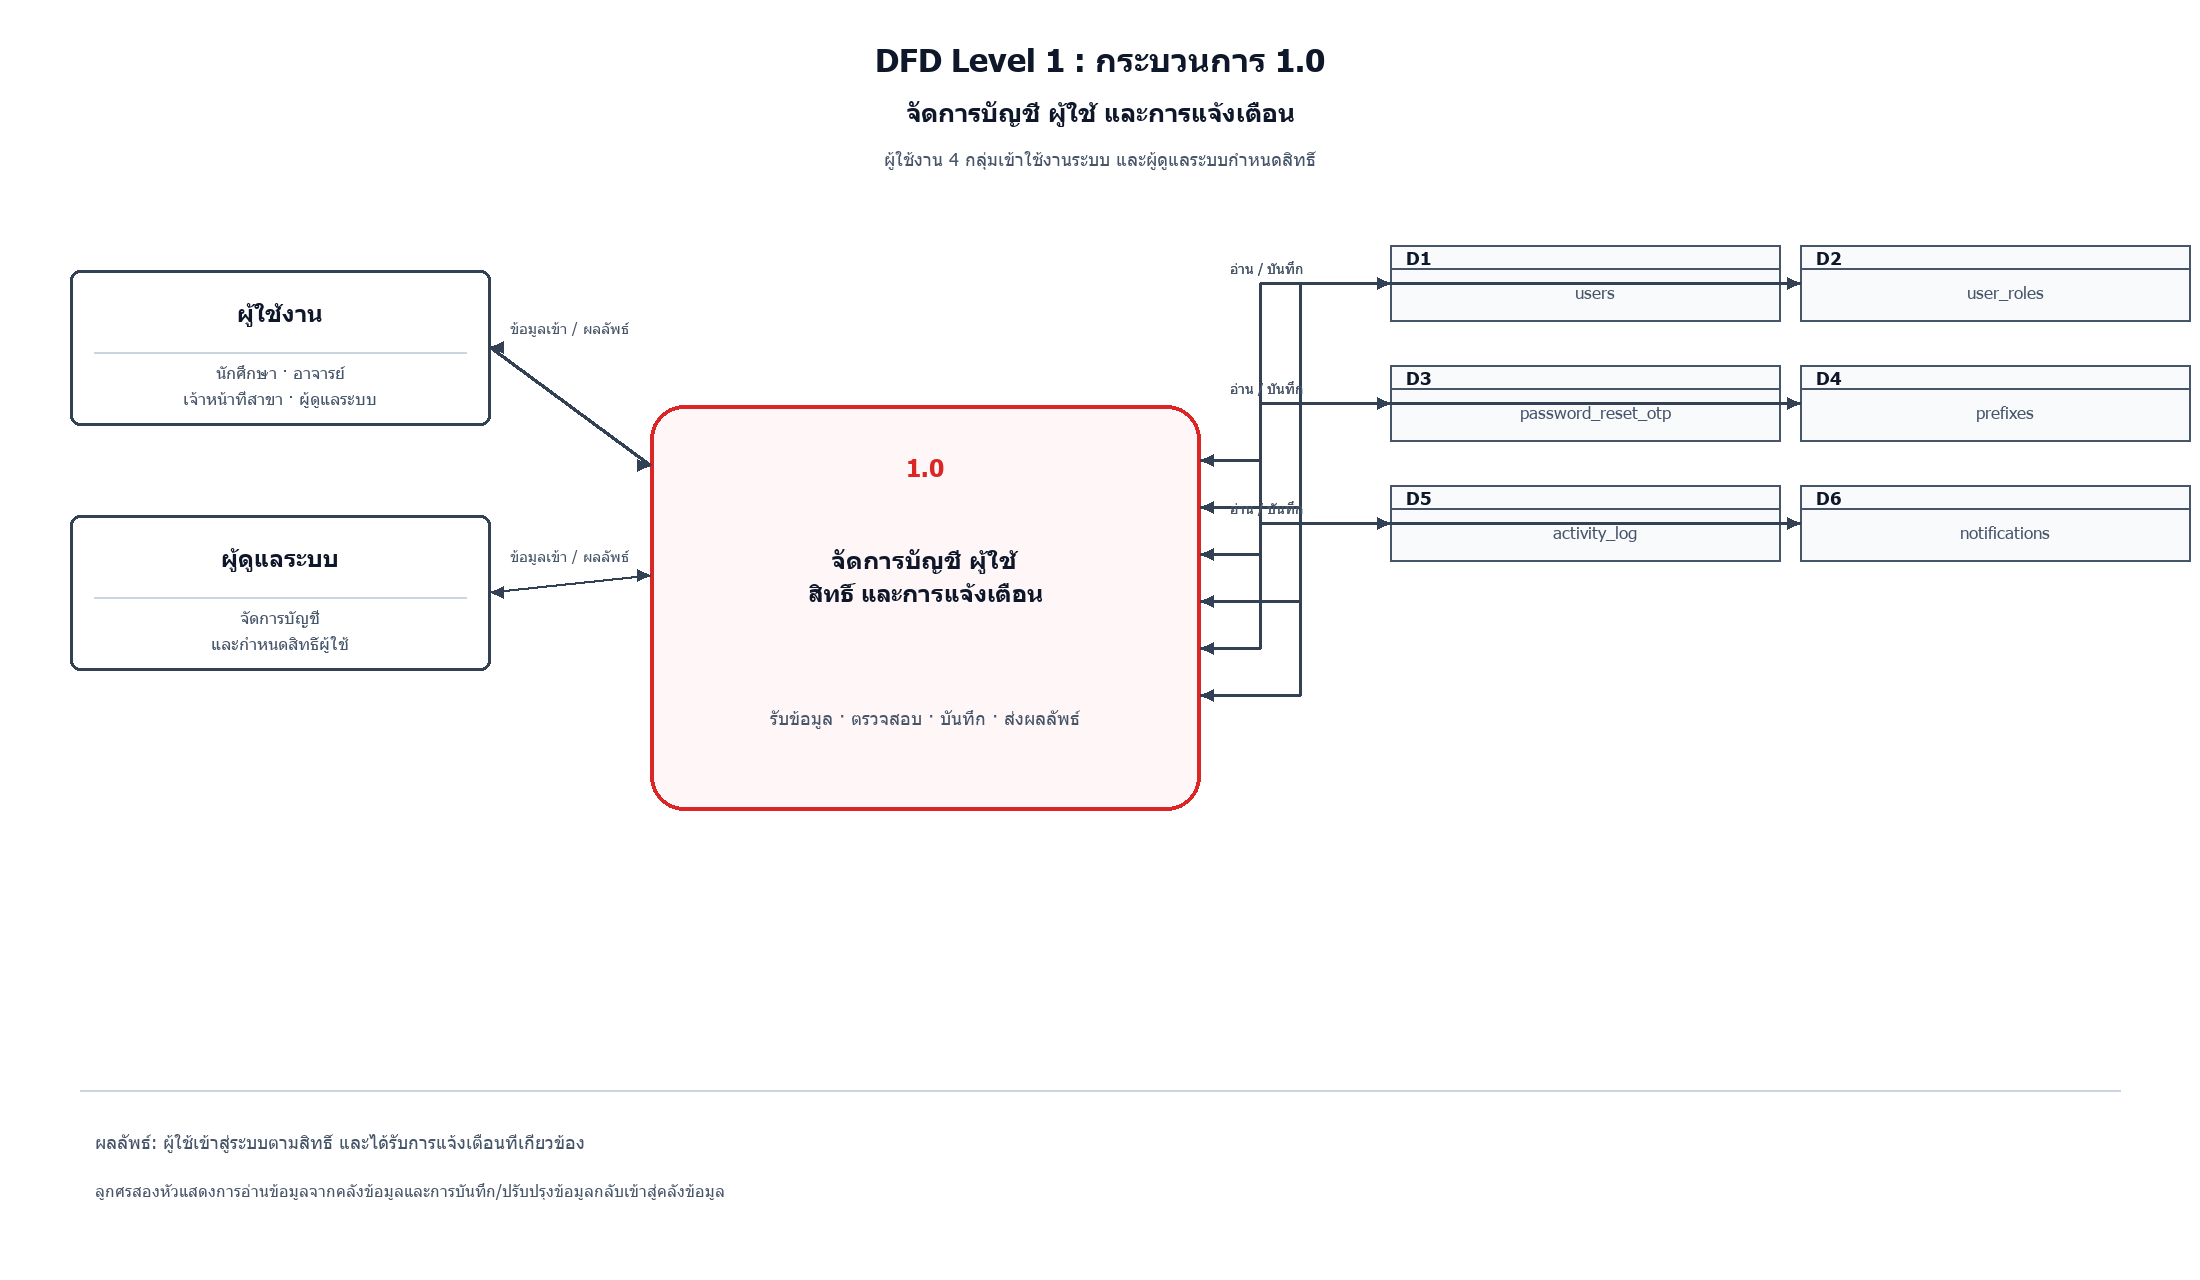 DFD Level 1 : กระบวนการ 1.0
จัดการบัญชี ผู้ใช้ และการแจ้งเตือน
ผู้ใช้งาน 4 กลุ่มเข้าใช้งานระบบ และผู้ดูแลระบบกำหนดสิทธิ์
ผู้ใช้งาน
นักศึกษา · อาจารย์
เจ้าหน้าที่สาขา · ผู้ดูแลระบบ
ข้อมูลเข้า / ผลลัพธ์
ผู้ดูแลระบบ
จัดการบัญชี
และกำหนดสิทธิ์ผู้ใช้
ข้อมูลเข้า / ผลลัพธ์
1.0
จัดการบัญชี ผู้ใช้
สิทธิ์ และการแจ้งเตือน
รับข้อมูล · ตรวจสอบ · บันทึก · ส่งผลลัพธ์
อ่าน / บันทึก
D1
users
D2
user_roles
อ่าน / บันทึก
D3
password_reset_otp
D4
prefixes
อ่าน / บันทึก
D5
activity_log
D6
notifications
ผลลัพธ์: ผู้ใช้เข้าสู่ระบบตามสิทธิ์ และได้รับการแจ้งเตือนที่เกี่ยวข้อง
ลูกศรสองหัวแสดงการอ่านข้อมูลจากคลังข้อมูลและการบันทึก/ปรับปรุงข้อมูลกลับเข้าสู่คลังข้อมูล